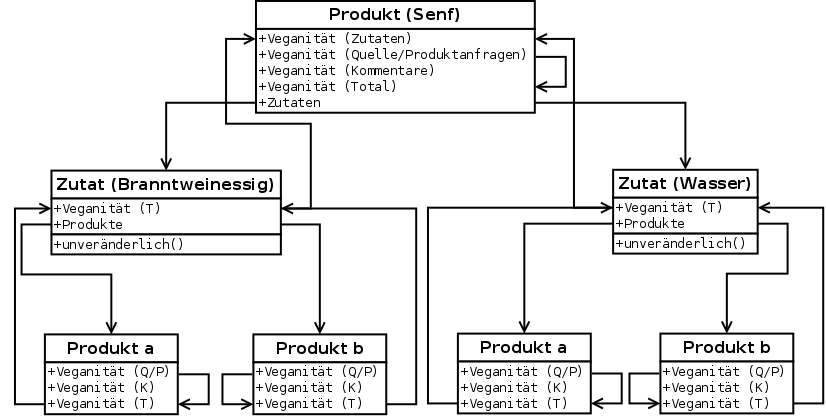 Produkt (Senf)
+Veganität (Zutaten)
+Veganität (Quelle/Produktanfragen)
+Veganität (Kommentare)
+Veganität (Total)
+Zutaten
Zutat (Branntweinessig)
+Veganität (T)
+Produkte
+unveränderlich()
Zutat (Wasser)
+Veganität (T)
+Produkte
+unveränderlich()
Produkt a
+Veganität (Q/P)
+Veganität (K)
+Veganität (T)
Produkt b
+Veganität (Q/P)
+Veganität (K)
+Veganität (T)
Produkt a
+Veganität (Q/P)
+Veganität (K)
+Veganität (T)
Produkt b
+Veganität (Q/P)
+Veganität (K)
+Veganität (T)